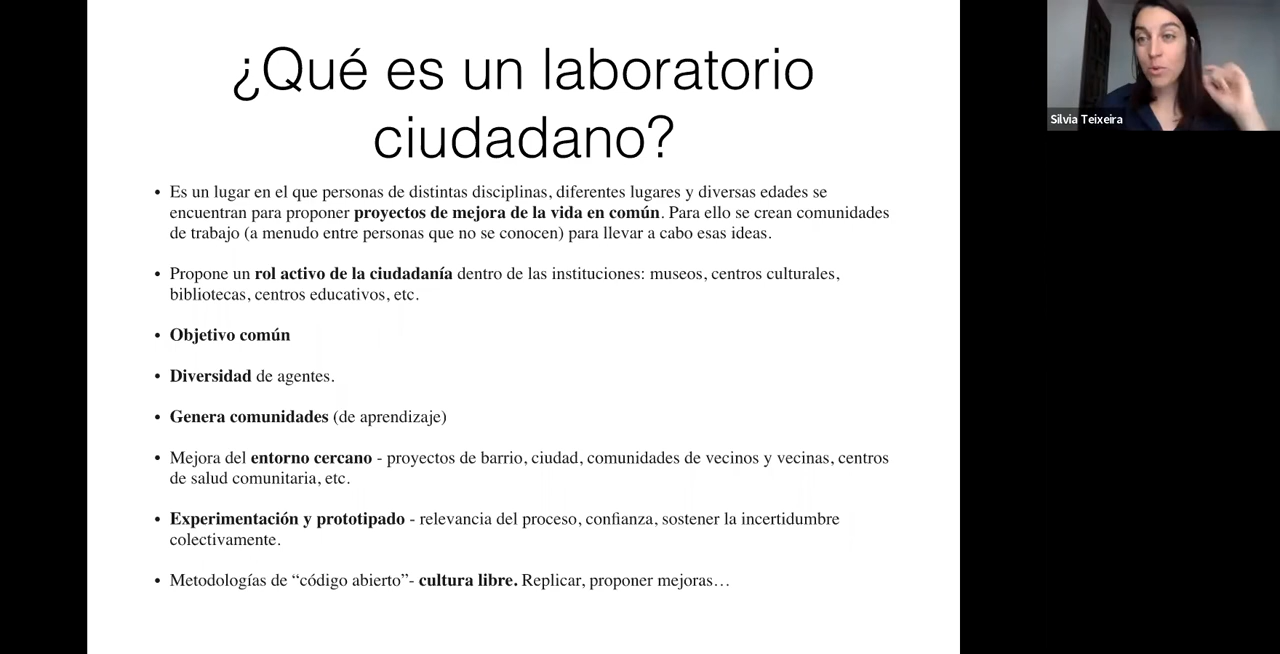 ¿Qué es un laboratorio
ciudadano?
• Es un lugar en el que personas de distintas disciplinas, diferentes lugares y diversas edades se
encuentran para proponer proyectos de mejora de la vida en común. Para ello se crean comunidades
de trabajo (a menudo entre personas que no se conocen) para llevar a cabo esas ideas.
• Propone un rol activo de la ciudadanía dentro de las instituciones: museos, centros culturales,
bibliotecas, centros educativos, etc.
• Objetivo común
• Diversidad de agentes.
• Genera comunidades (de aprendizaje)
• Mejora del entorno cercano - proyectos de barrio, ciudad, comunidades de vecinos y vecinas, centros
de salud comunitaria, etc.
• Experimentación y prototipado - relevancia del proceso, confianza, sostener la incertidumbre
colectivamente.
• Metodologías de “código abierto”- cultura libre. Replicar, proponer mejoras…
Silvia Teixeira